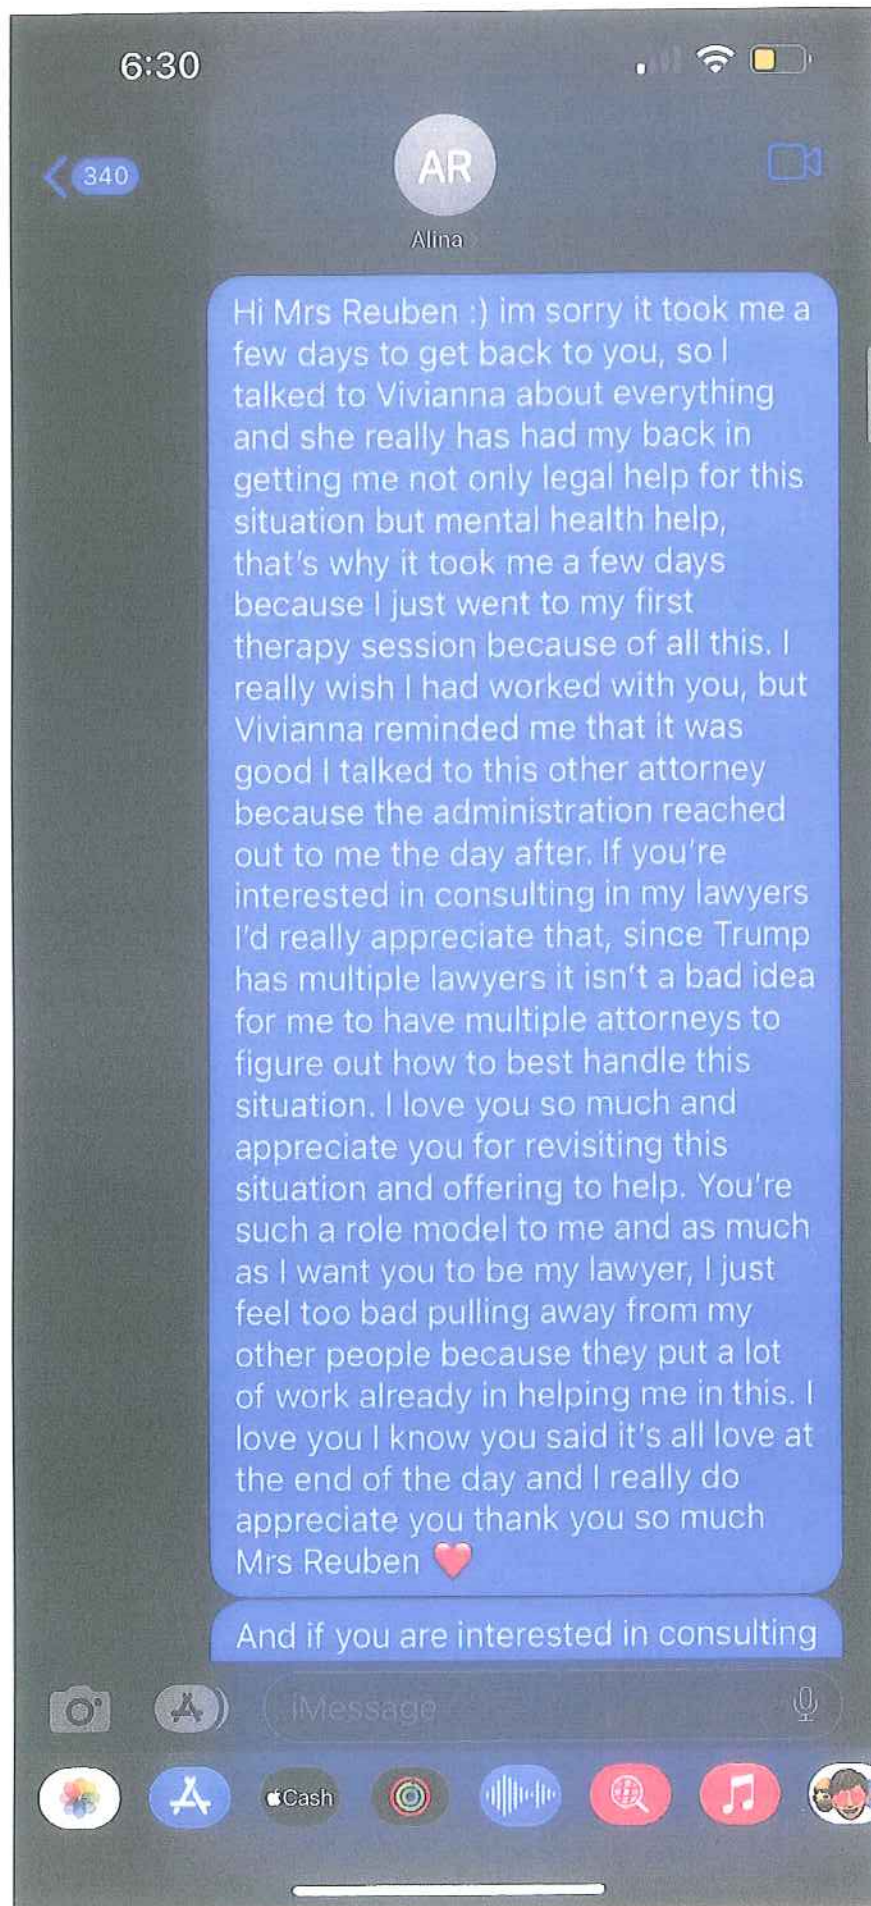 6:30
340
AR
Alina
Hi Mrs Reuben :) im sorry it took me a
few days to get back to you, so I
talked to Vivianna about everything
and she really has had my back in
getting me not only legal help for this
situation but mental health help,
that's why it took me a few days
because I just went to my first
therapy session because of all this. I
really wish I had worked with you, but
Vivianna reminded me that it was
good I talked to this other attorney
because the administration reached
out to me the day after. If you're
interested in consulting in my lawyers
I'd really appreciate that, since Trump
has multiple lawyers it isn't a bad idea
for me to have multiple attorneys to
figure out how to best handle this
situation. I love you so much and
appreciate you for revisiting this
situation and offering to help. You're
such a role model to me and as much
as I want you to be my lawyer, I just
feel too bad pulling away from my
other people because they put a lot
of work already in helping me in this. I
love you I know you said it's all love at
the end of the day and I really do
appreciate you thank you so much
Mrs Reuben ❤️
And if you are interested in consulting
iMessage
Cash